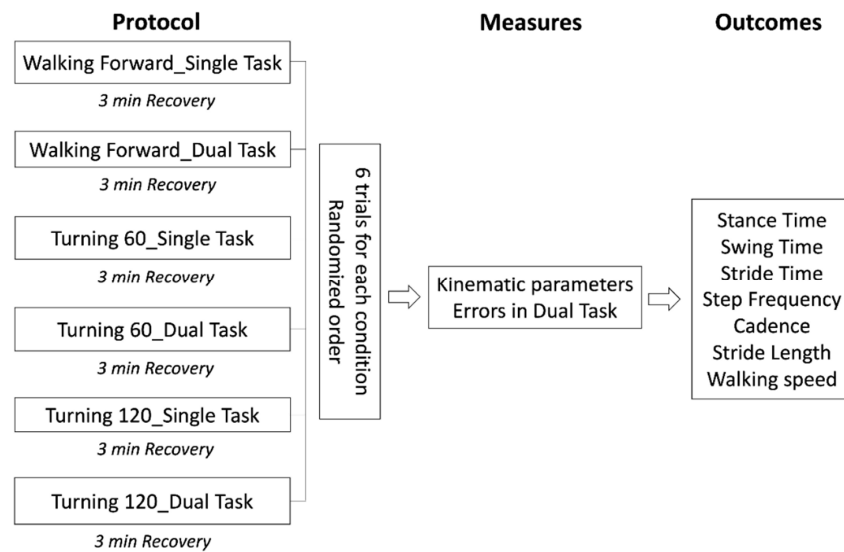 Protocol
Measures
Outcomes
Walking Forward_Single Task
3 min Recovery
Walking Forward_Dual Task
3 min Recovery
Turning 60_Single Task
3 min Recovery
Turning 60_Dual Task
3 min Recovery
Turning 120_Single Task
3 min Recovery
Turning 120_Dual Task
3 min Recovery
6 trials for each condition
Randomized order
Kinematic parameters
Errors in Dual Task
Stance Time
Swing Time
Stride Time
Step Frequency
Cadence
Stride Length
Walking speed